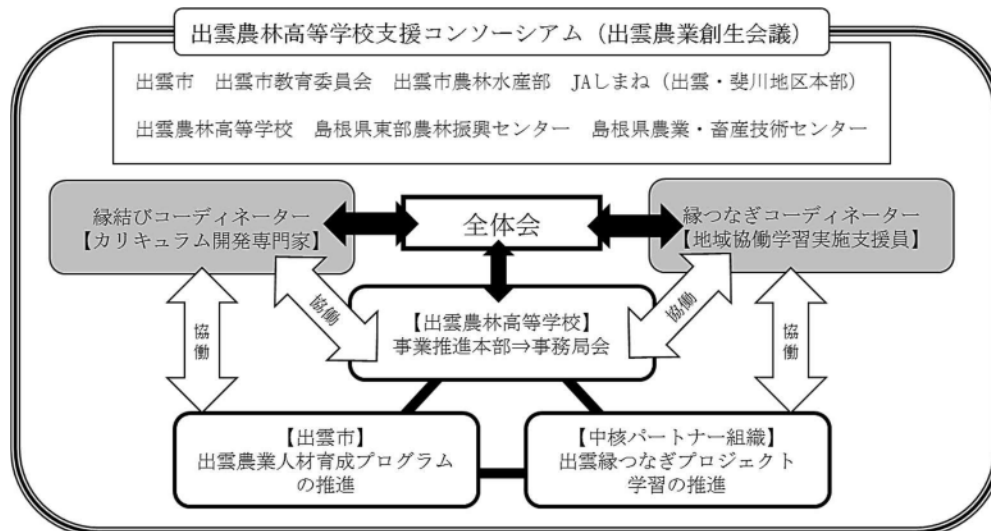 出雲農林高等学校支援コンソーシアム（出雲農業創生会議）
出雲市　出雲市教育委員会　出雲市農林水産部　JAしまね（出雲・斐川地区本部）
出雲農林高等学校　島根県東部農林振興センター　島根県農業・畜産技術センター
縁結びコーディネーター
【カリキュラム開発専門家】
全体会
縁つなぎコーディネーター
【地域協働学習実施支援員】
協働
協働
【出雲農林高等学校】
事業推進本部⇒事務局会
協働
協働
【出雲市】
出雲農業人材育成プログラム
の推進
【中核パートナー組織】
出雲縁つなぎプロジェクト
学習の推進